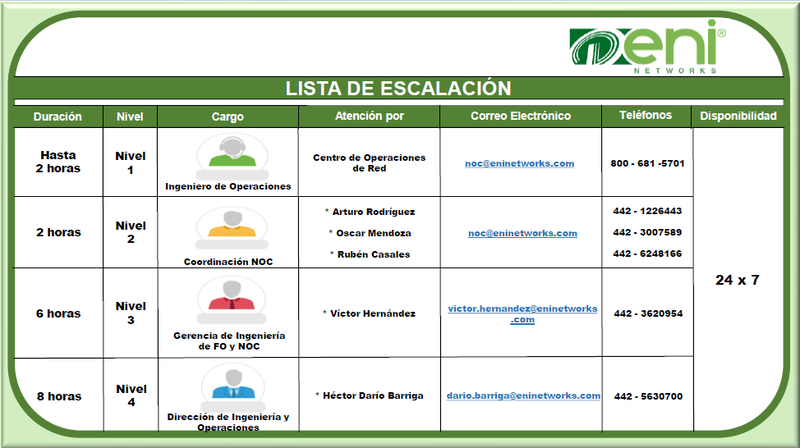 eni®
NETWORKS
LISTA DE ESCALACIÓN
Duración Nivel Cargo Atención por Correo Electrónico Teléfonos Disponibilidad
Hasta
2 horas
Nivel
1
Ingeniero de Operaciones
Centro de Operaciones
de Red
noc@eninetworks.com
800 - 681 -5701
2 horas
Nivel
2
Coordinación NOC
* Arturo Rodríguez
* Oscar Mendoza
* Rubén Casales
noc@eninetworks.com
442 - 1226443
442 - 3007589
442 - 6248166
24 x 7
6 horas
Nivel
3
Gerencia de Ingeniería
de FO y NOC
* Víctor Hernández
victor.hernandez@eninetworks
.com
442 - 3620954
8 horas
Nivel
4
Dirección de Ingeniería y
Operaciones
* Héctor Darío Barriga
dario.barriga@eninetworks.com
442 - 5630700